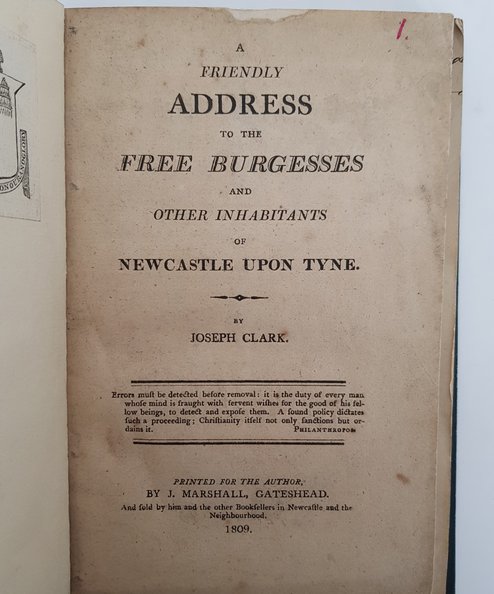 1.
A
FRIENDLY
ADDRESS
TO THE
FREE BURGESSES
AND
OTHER INHABITANTS
OF
NEWCASTLE UPON TYNE.
BY
JOSEPH CLARK.
Errors muſt be detected before removal: it is the duty of every man
whoſe mind is fraught with fervent wiſhes for the good of his fel-
low beings, to detect and expoſe them. A ſound policy dictates
ſuch a proceeding; Chriſtianity itſelf not only ſanctions but or-
dains it. PHILANTHROPOS
PRINTED FOR THE AUTHOR,
BY J. MARSHALL, GATESHEAD.
And ſold by him and the other Bookſellers in Newcaſtle and the
Neighbourhood.
1809.